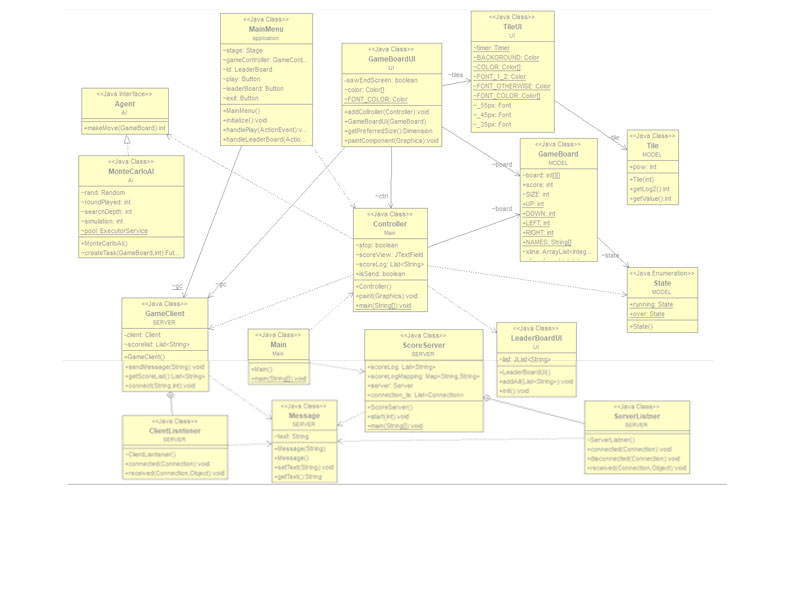 <<Java Class>>
MainMenu
application
~stage: Stage
~gameController: GameCont...
~ld: LeaderBoard
~play: Button
~leaderBoard: Button
~exit: Button
+MainMenu()
+initialize():void
+handlePlay(ActionEvent):v...
+handleLeaderBoard(Actio...
<<Java Class>>
GameBoardUI
UI
-sawEndScreen: boolean
~color: Color[]
~FONT_COLOR: Color
+addColtroller(Controller):void
+GameBoardUI(GameBoard)
+getPreferredSize():Dimension
+paintComponent(Graphics):void
~tiles
<<Java Class>>
TileUI
UI
~timer: Timer
~BACKGROUND: Color
~COLOR: Color[]
~FONT_1_2: Color
~FONT_OTHERWISE: Color
~FONT_COLOR: Color[]
~_55px: Font
~_45px: Font
~_35px: Font
<<Java Interface>>
Agent
AI
+makeMove(GameBoard):int
<<Java Class>>
MonteCarloAI
AI
~rand: Random
~roundPlayed: int
~searchDepth: int
~simulation: int
~pool: ExecutorService
+MonteCarloAI()
~createTask(GameBoard,int):Fut...
<<Java Class>>
GameBoard
MODEL
~board: int[][]
+score: int
~SIZE: int
+UP: int
+DOWN: int
+LEFT: int
+RIGHT: int
+NAMES: String[]
~xline: ArrayList<Integ...
~tile
<<Java Class>>
Tile
MODEL
+pow: int
+Tile(int)
+getLog2():int
+getValue():int
~board
~board
~ctrl
<<Java Class>>
Controller
Main
~stop: boolean
~scoreView: JTextField
~scoreLog: List<String>
+isSend: boolean
+Controller()
+paint(Graphics):void
+main(String[]):void
~state
<<Java Enumeration>>
State
MODEL
+running: State
+over: State
+State()
~gc
~gc
<<Java Class>>
GameClient
SERVER
-client: Client
~scorelist: List<String>
+GameClient()
+sendMessage(String):void
+getScoreList():List<String>
+connect(String,int):void
<<Java Class>>
Main
Main
+Main()
+main(String[]):void
<<Java Class>>
ScoreServer
SERVER
+scoreLog: List<String>
+scoreLogMapping: Map<String,String>
+server: Server
+connection_ls: List<Connection>
+ScoreServer()
+start(int):void
+main(String[]):void
<<Java Class>>
LeaderBoardUI
UI
~list: JList<String>
+LeaderBoardUI()
+addAll(List<String>):void
+init():void
<<Java Class>>
ClientLisntener
SERVER
~ClientLisntener()
+connected(Connection):void
+received(Connection,Object):void
<<Java Class>>
Message
SERVER
~text: String
+Message(String)
+Message()
+setText(String):void
+getText():String
<<Java Class>>
ServerListner
SERVER
~ServerListner()
+connected(Connection):void
+disconnected(Connection):void
+received(Connection,Object):void